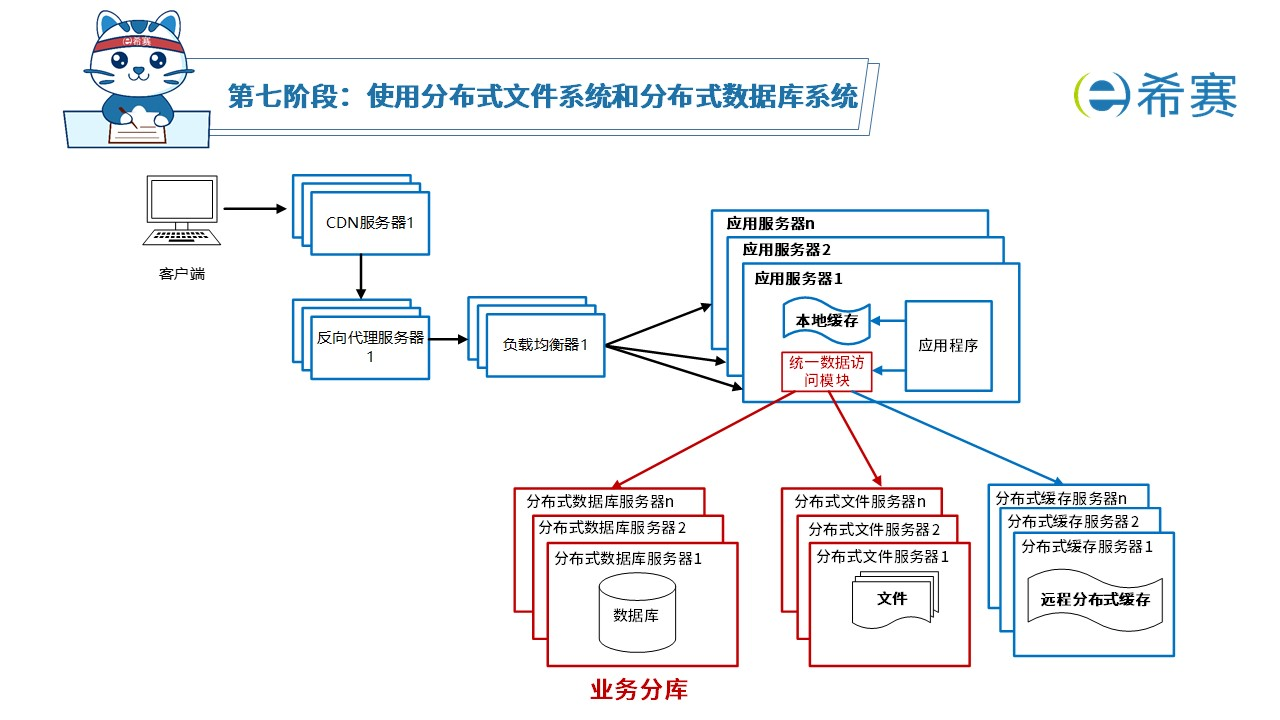 e希赛
第七阶段：使用分布式文件系统和分布式数据库系统
e希赛
CDN服务器1
客户端
反向代理服务器
1
负载均衡器1
应用服务器n
应用服务器2
应用服务器1
本地缓存
应用程序
统一数据访
问模块
分布式数据库服务器n
分布式数据库服务器2
分布式数据库服务器1
数据库
业务分库
分布式文件服务器n
分布式文件服务器2
分布式文件服务器1
文件
分布式缓存服务器n
分布式缓存服务器2
分布式缓存服务器1
远程分布式缓存